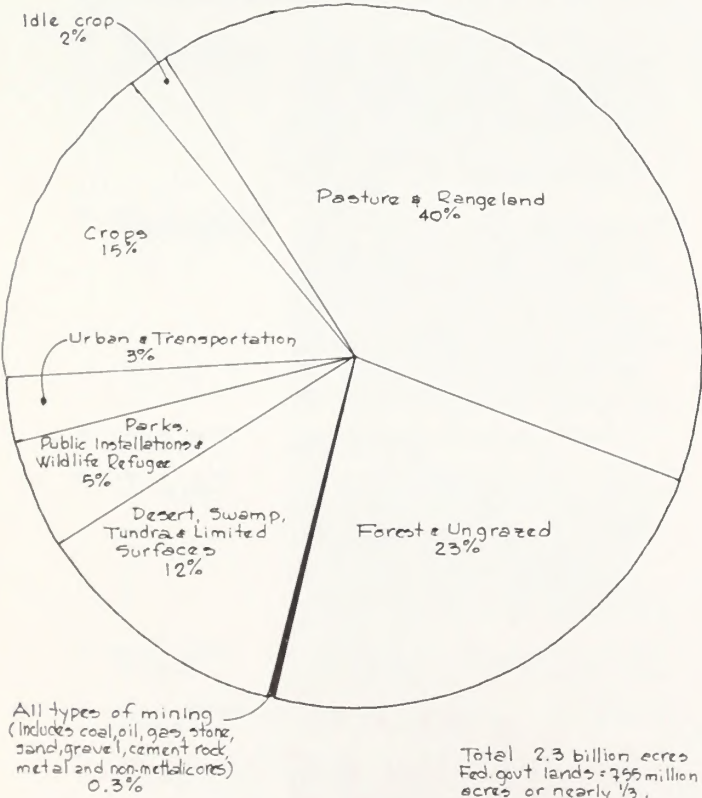 Idle crop
2%
Pasture & Rangeland
40%
Crops
15%
Urban & Transportation
3%
Parks,
Public Installations &
Wildlife Refuge
5%
Desert, Swamp,
Tundra & Limited
Surfaces
12%
Forest & Ungrazed
23%
All types of mining
(Includes coal, oil, gas, stone,
sand, gravel, cement rock,
metal and non-mettalic ores)
0.3%
Total 2.3 billion acres
Fed. govt lands = 755 million
acres or nearly 1/3.